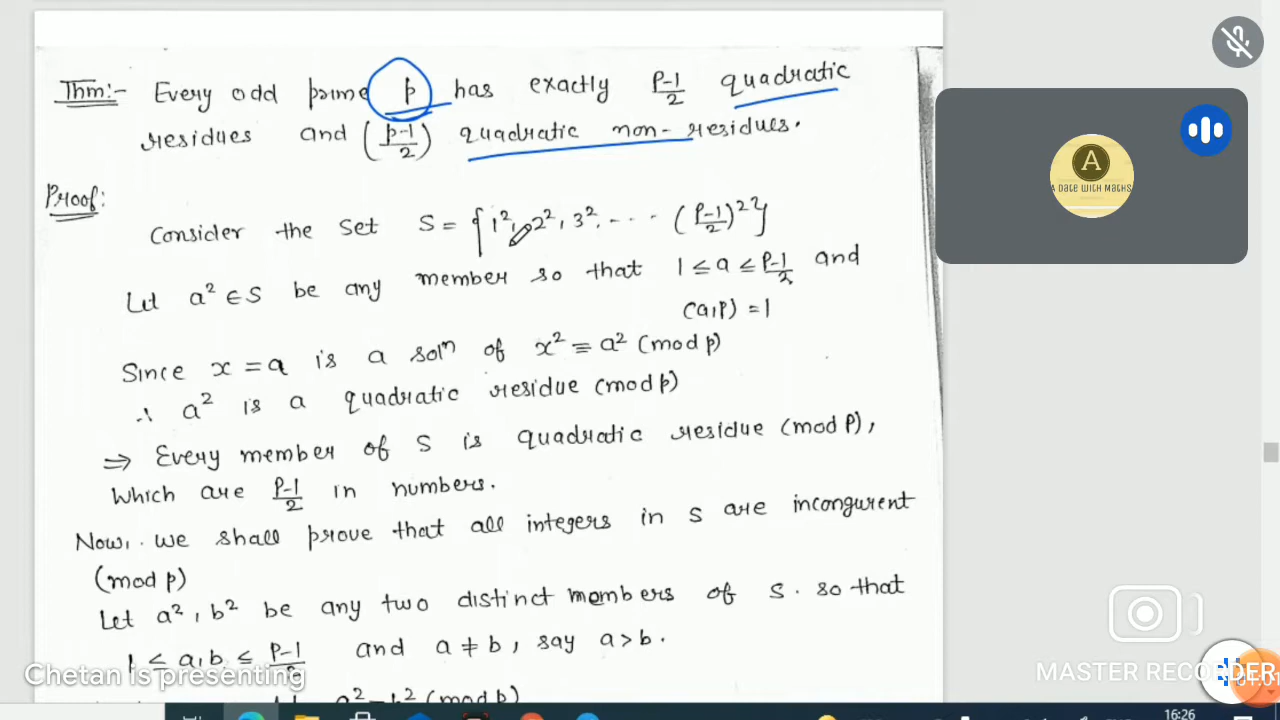 Thm:- Every odd prime p has exactly P-1/2 quadratic
residues and (p-1/2) quadratic non-residues.
Proof:
Consider the set S = {1², 2², 3², ---- (P-1/2)²}
Let a² ∈ S be any member so that 1 ≤ a ≤ P-1/2 and
(a,p) = 1
Since x = a is a solⁿ of x² ≡ a² (mod p)
∴ a² is a quadratic residue (mod p)
⇒ Every member of S is quadratic residue (mod P),
which are P-1/2 in numbers.
Now, we shall prove that all integers in S are incongurent
(mod p)
Let a², b² be any two distinct members of S. so that
1 ≤ a, b ≤ P-1/2 and a ≠ b, say a > b.
a² ≡ b² (mod p)
A
A DATE WITH MATHS
Chetan is presenting
MASTER RECORDER
01:01
16:26